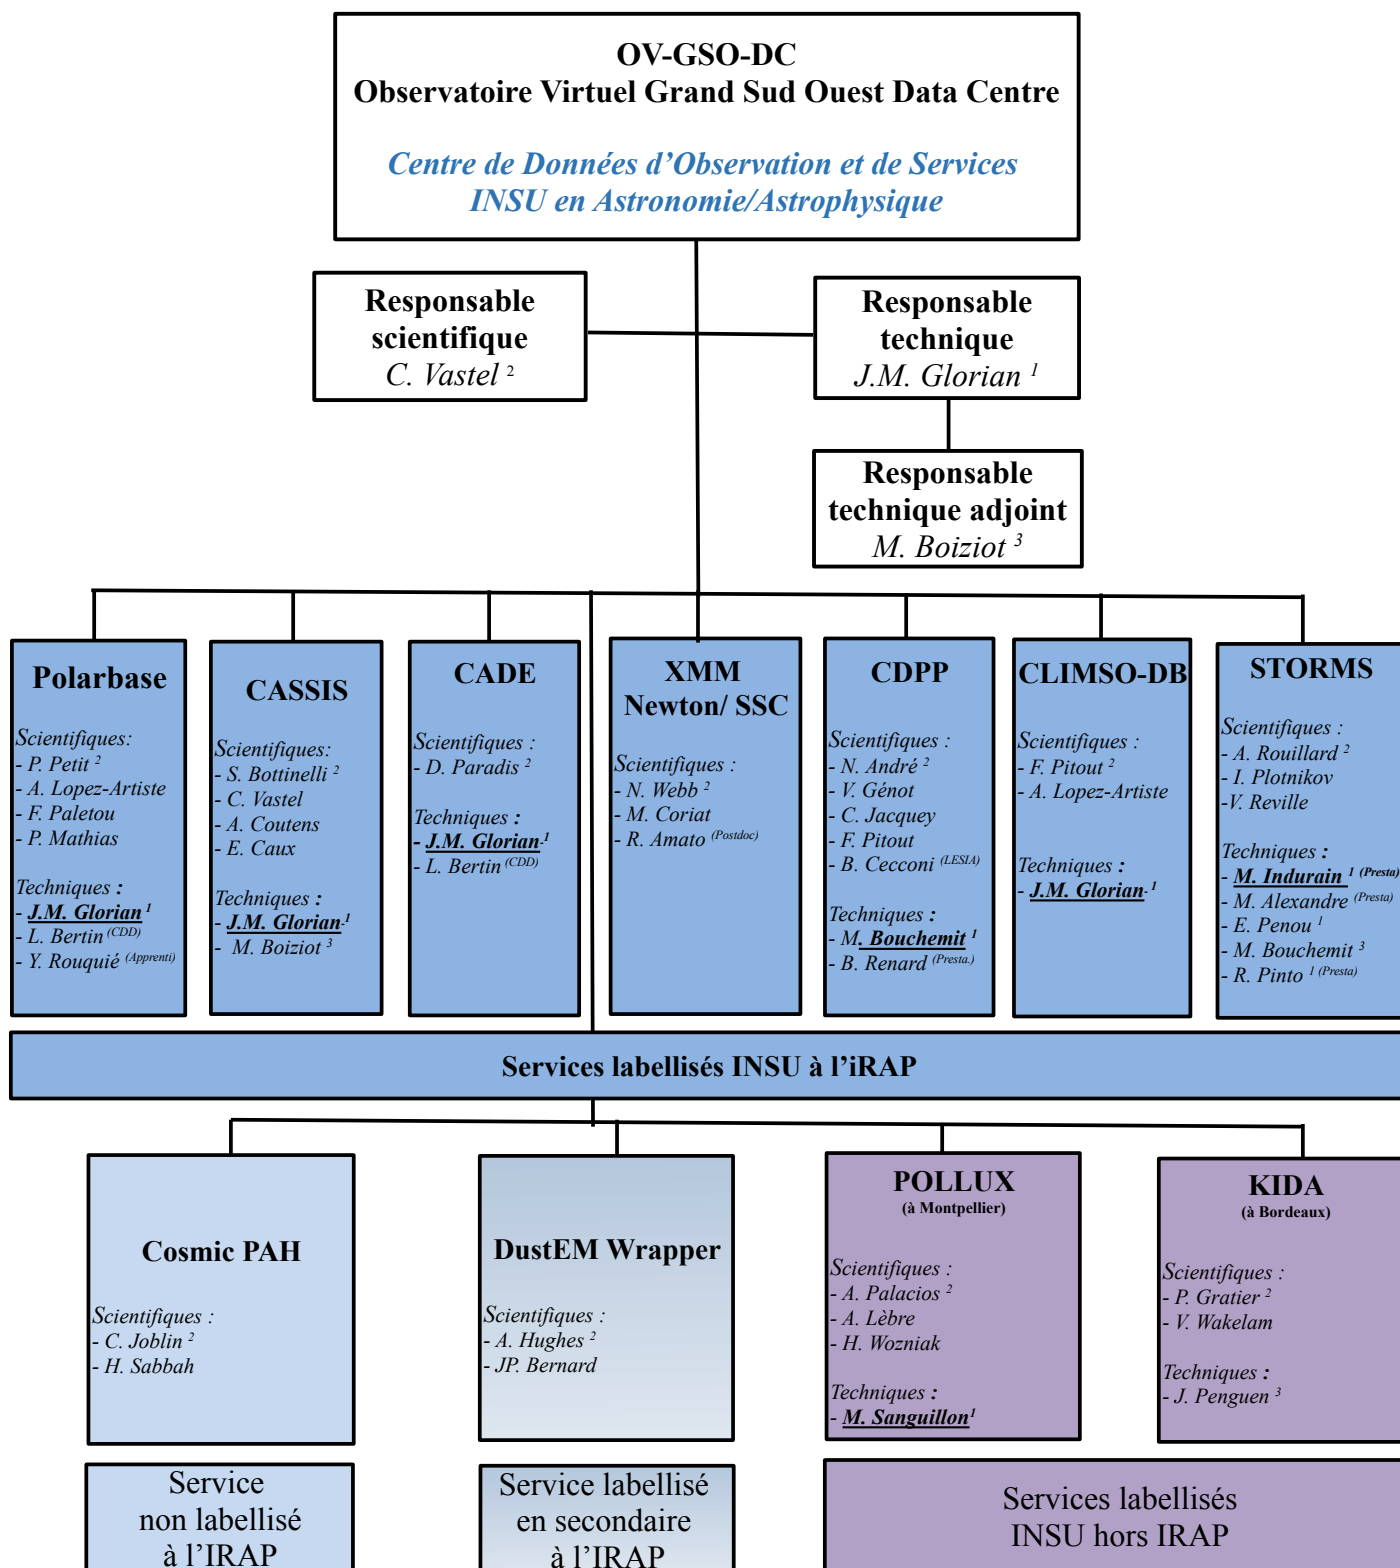 OV-GSO-DC
Observatoire Virtuel Grand Sud Ouest Data Centre
Centre de Données d’Observation et de Services
INSU en Astronomie/Astrophysique
Responsable
scientifique
C. Vastel ²
Responsable
technique
J.M. Glorian ¹
Responsable
technique adjoint
M. Boiziot ³
Polarbase
Scientifiques:
- P. Petit ²
- A. Lopez-Artiste
- F. Paletou
- P. Mathias
Techniques :
- J.M. Glorian ¹
- L. Bertin (CDD)
- Y. Rouquié (Apprenti)
CASSIS
Scientifiques:
- S. Bottinelli ²
- C. Vastel
- A. Coutens
- E. Caux
Techniques :
- J.M. Glorian-¹
- M. Boiziot ³
CADE
Scientifiques :
- D. Paradis ²
Techniques :
- J.M. Glorian-¹
- L. Bertin (CDD)
XMM
Newton/ SSC
Scientifiques :
- N. Webb ²
- M. Coriat
- R. Amato (Postdoc)
CDPP
Scientifiques :
- N. André ²
- V. Génot
- C. Jacquey
- F. Pitout
- B. Cecconi (LESIA)
Techniques :
- M. Bouchemit ¹
- B. Renard (Presta.)
CLIMSO-DB
Scientifiques :
- F. Pitout ²
- A. Lopez-Artiste
Techniques :
- J.M. Glorian-¹
STORMS
Scientifiques :
- A. Rouillard ²
- I. Plotnikov
-V. Reville
Techniques :
- M. Indurain ¹ (Presta)
- M. Alexandre (Presta)
- E. Penou ¹
- M. Bouchemit ³
- R. Pinto ¹ (Presta)
Services labellisés INSU à l’iRAP
Cosmic PAH
Scientifiques :
- C. Joblin ²
- H. Sabbah
DustEM Wrapper
Scientifiques :
- A. Hughes ²
- JP. Bernard
POLLUX
(à Montpellier)
Scientifiques :
- A. Palacios ²
- A. Lèbre
- H. Wozniak
Techniques :
- M. Sanguillon¹
KIDA
(à Bordeaux)
Scientifiques :
- P. Gratier ²
- V. Wakelam
Techniques :
- J. Penguen ³
Service
non labellisé
à l’IRAP
Service labellisé
en secondaire
à l’IRAP
Services labellisés
INSU hors IRAP